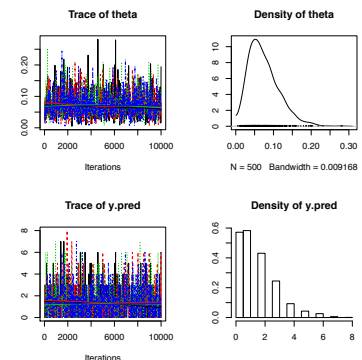 Trace of theta
Density of theta
0.00 0.10 0.20
0 2000 6000 10000
Iterations
0 2 4 6 8 10
0.00 0.10 0.20 0.30
N = 500 Bandwidth = 0.009168
Trace of y.pred
Density of y.pred
0 2 4 6 8
0 2000 6000 10000
Iterations
0.0 0.2 0.4 0.6
0 2 4 6 8